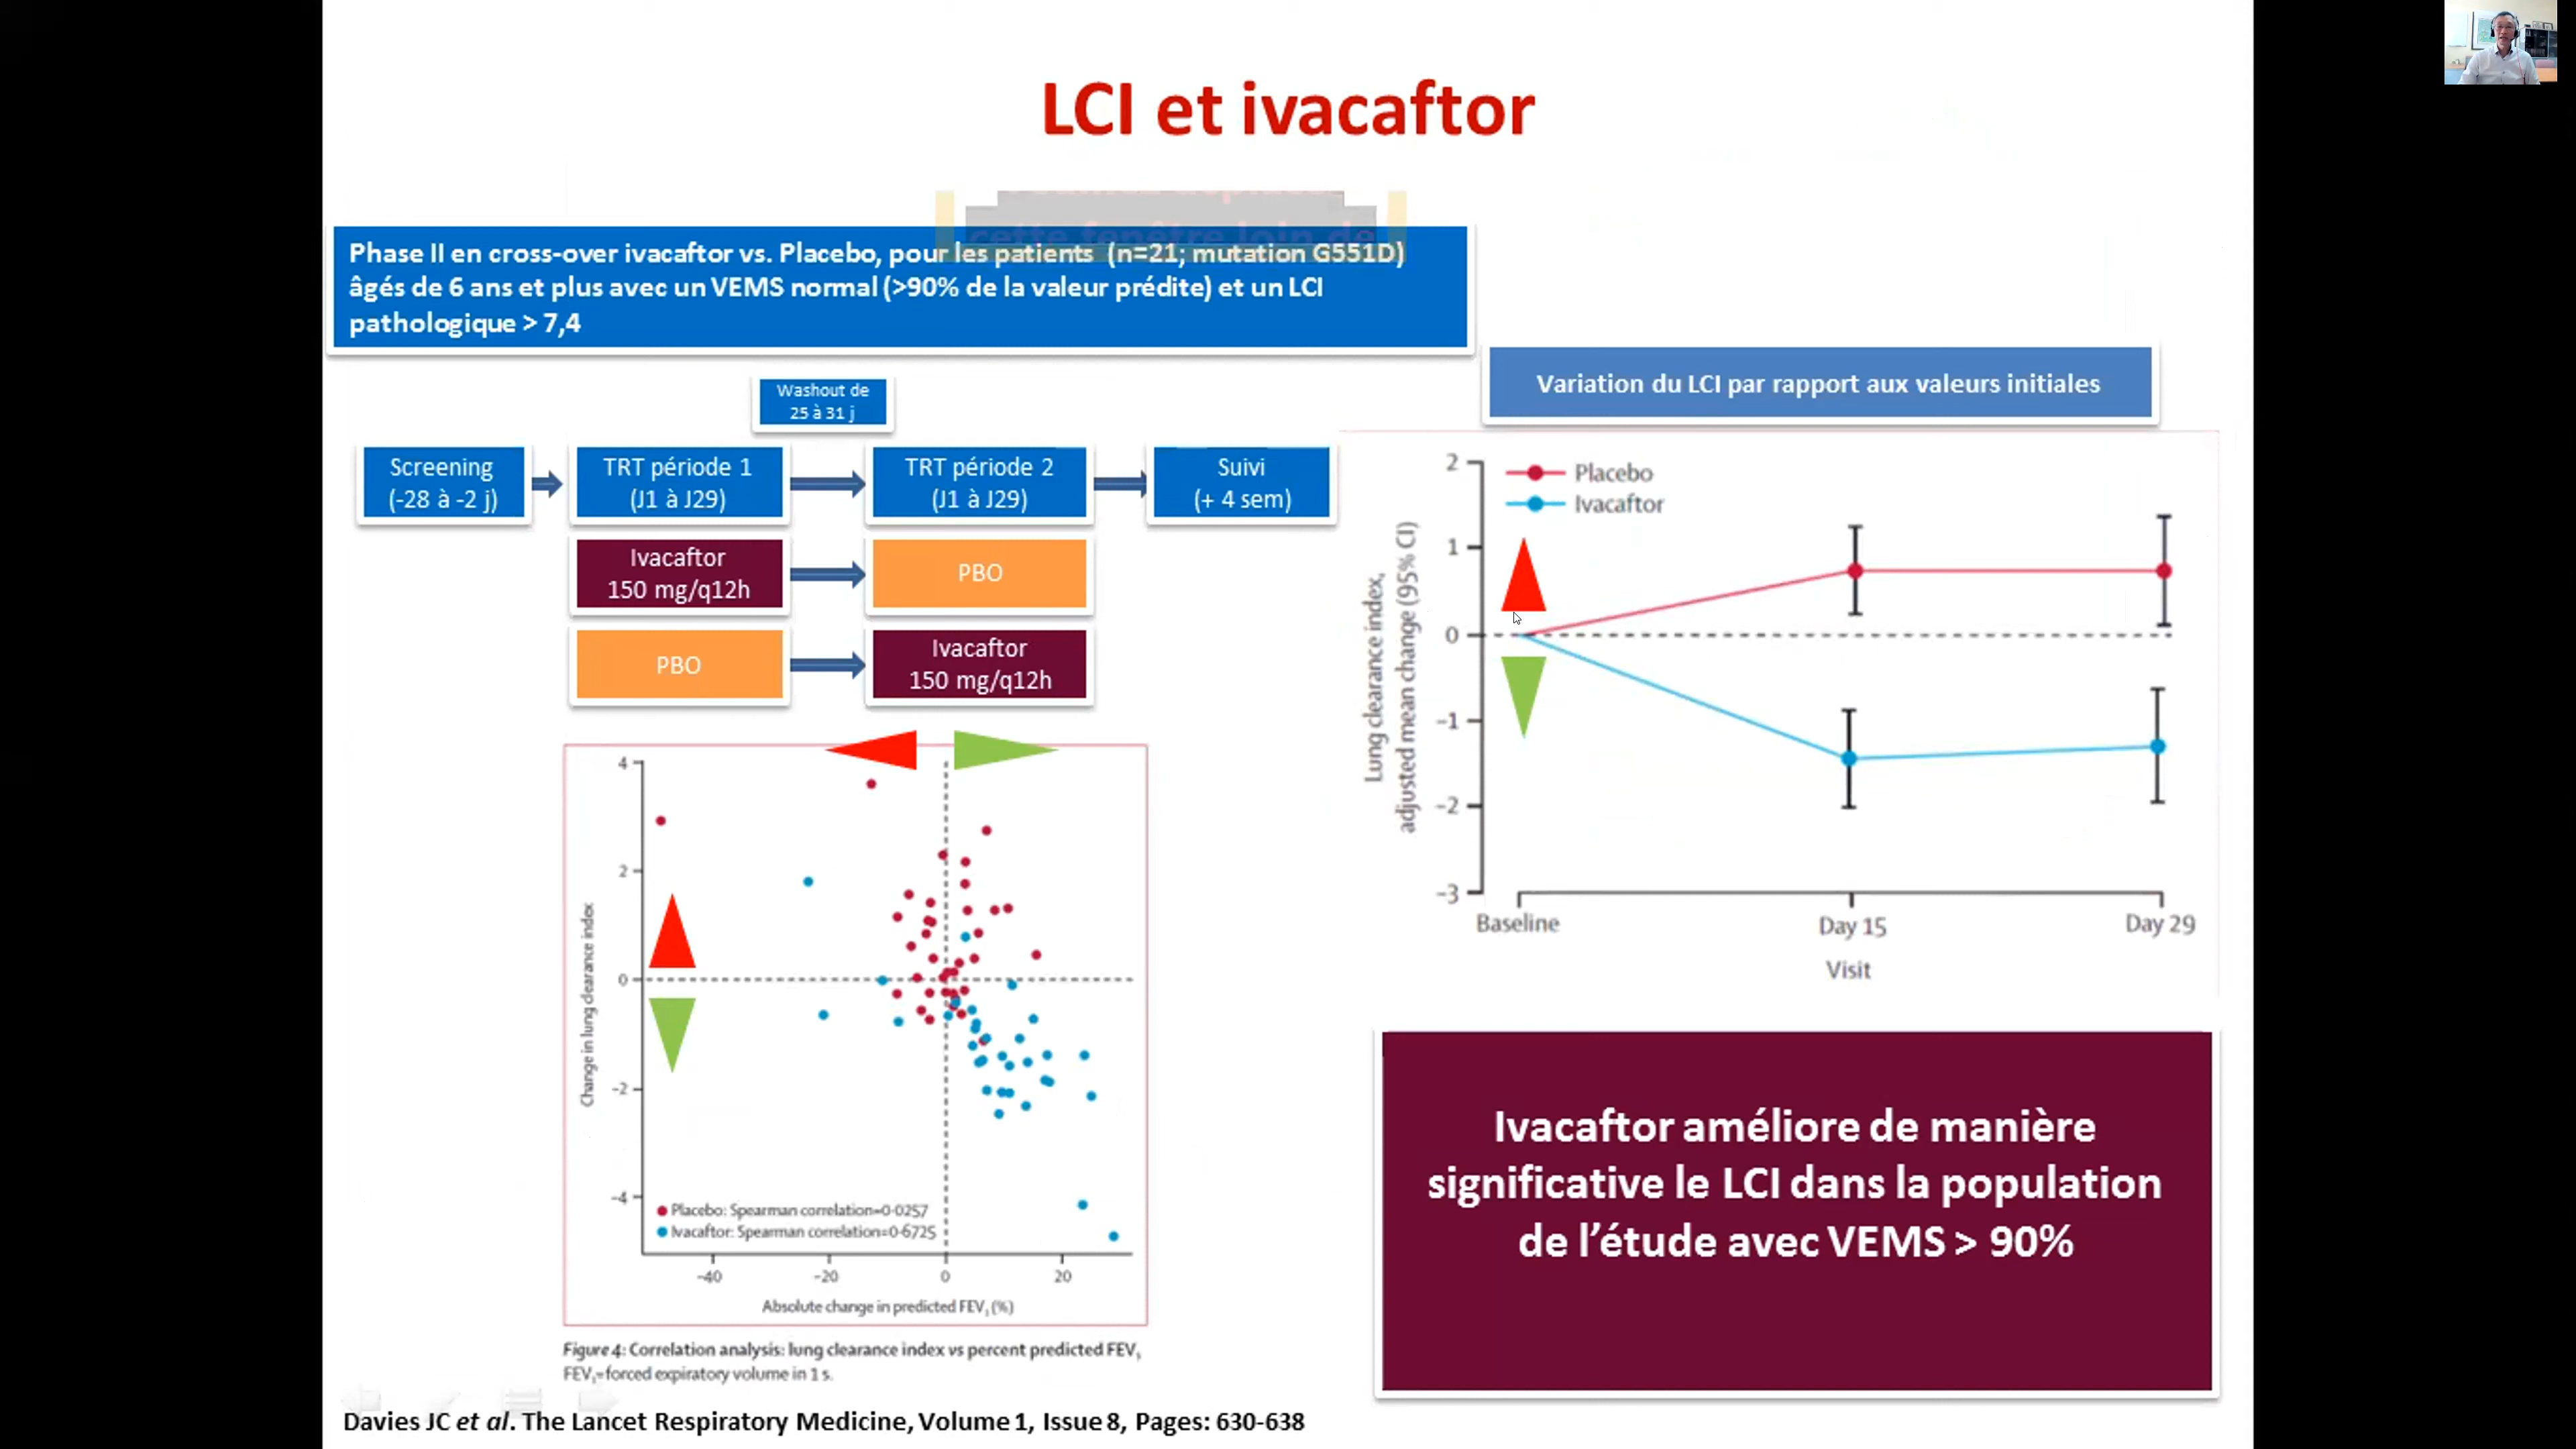 LCI et ivacaftor
cette fenêtre loin de
Phase II en cross-over ivacaftor vs. Placebo, pour les patients (n=21; mutation G551D)
âgés de 6 ans et plus avec un VEMS normal (>90% de la valeur prédite) et un LCI
pathologique > 7,4
Washout de
25 à 31 j
Screening
(-28 à -2 j)
TRT période 1
(J1 à J29)
TRT période 2
(J1 à J29)
Suivi
(+ 4 sem)
Ivacaftor
150 mg/q12h
PBO
PBO
Ivacaftor
150 mg/q12h
4
2
0
-2
-4
Change in lung clearance index
Placebo: Spearman correlation=0·0257
Ivacaftor: Spearman correlation=0·6725
-40
-20
0
20
Absolute change in predicted FEV₁ (%)
Figure 4: Correlation analysis: lung clearance index vs percent predicted FEV₁
FEV₁=forced expiratory volume in 1 s.
Variation du LCI par rapport aux valeurs initiales
Placebo
Ivacaftor
2
1
0
-1
-2
-3
Lung clearance index,
adjusted mean change (95% CI)
Baseline
Day 15
Day 29
Visit
Ivacaftor améliore de manière
significative le LCI dans la population
de l'étude avec VEMS > 90%
Davies JC et al. The Lancet Respiratory Medicine, Volume 1, Issue 8, Pages: 630-638